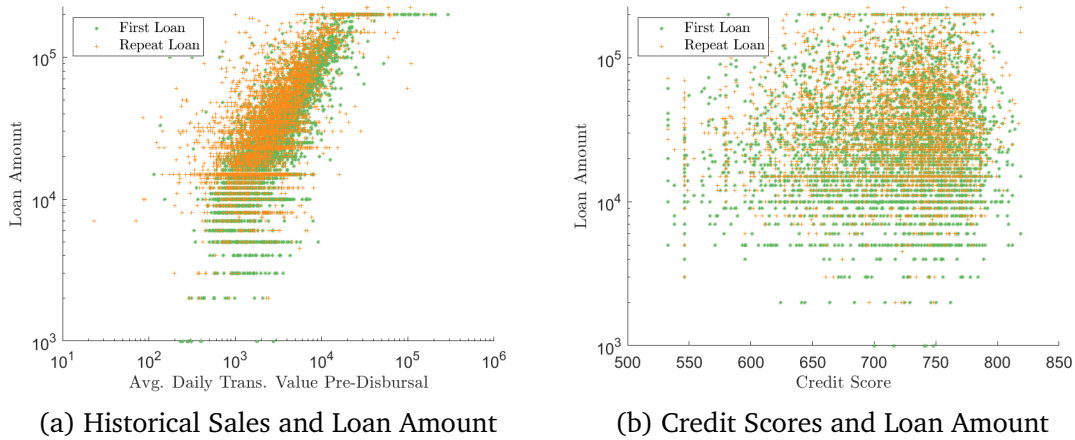 First Loan
Repeat Loan
10^5
10^4
10^3
Loan Amount
10^1 10^2 10^3 10^4 10^5 10^6
Avg. Daily Trans. Value Pre-Disbursal
(a) Historical Sales and Loan Amount
First Loan
Repeat Loan
10^5
10^4
10^3
Loan Amount
500 550 600 650 700 750 800 850
Credit Score
(b) Credit Scores and Loan Amount